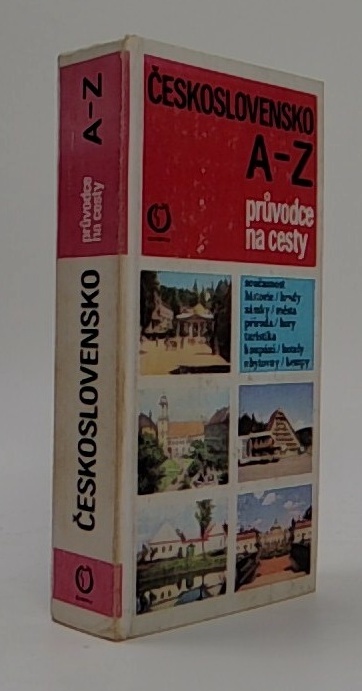 ČESKOSLOVENSKO
A-Z
průvodce
na cesty
současnost
historie / hrady
zámky / města
příroda / hory
turistika
koupání / hotely
ubytovny / kempy
ČESKOSLOVENSKO
průvodce
na cesty
A-Z